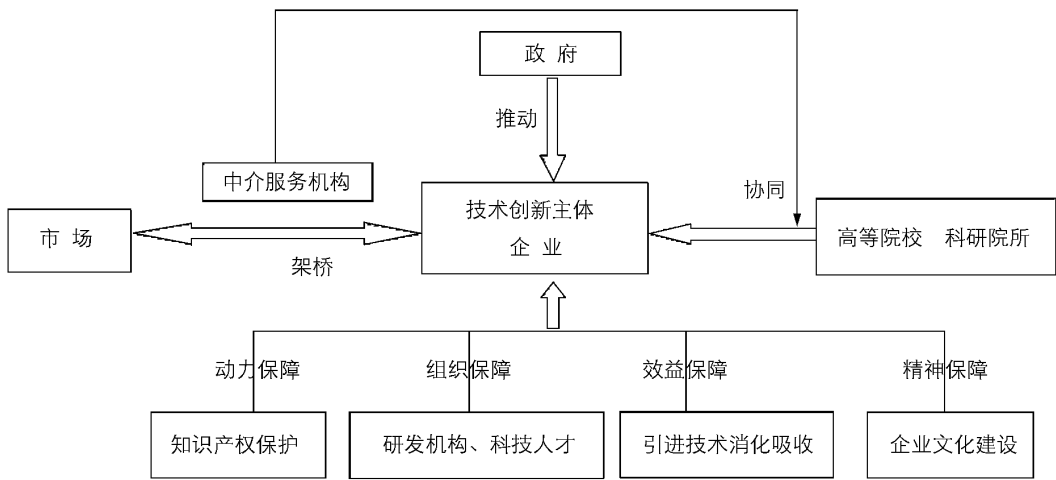 政 府
推动
中介服务机构
技术创新主体
企 业
协同
市 场
高等院校 科研院所
架桥
动力保障
组织保障
效益保障
精神保障
知识产权保护
研发机构、科技人才
引进技术消化吸收
企业文化建设